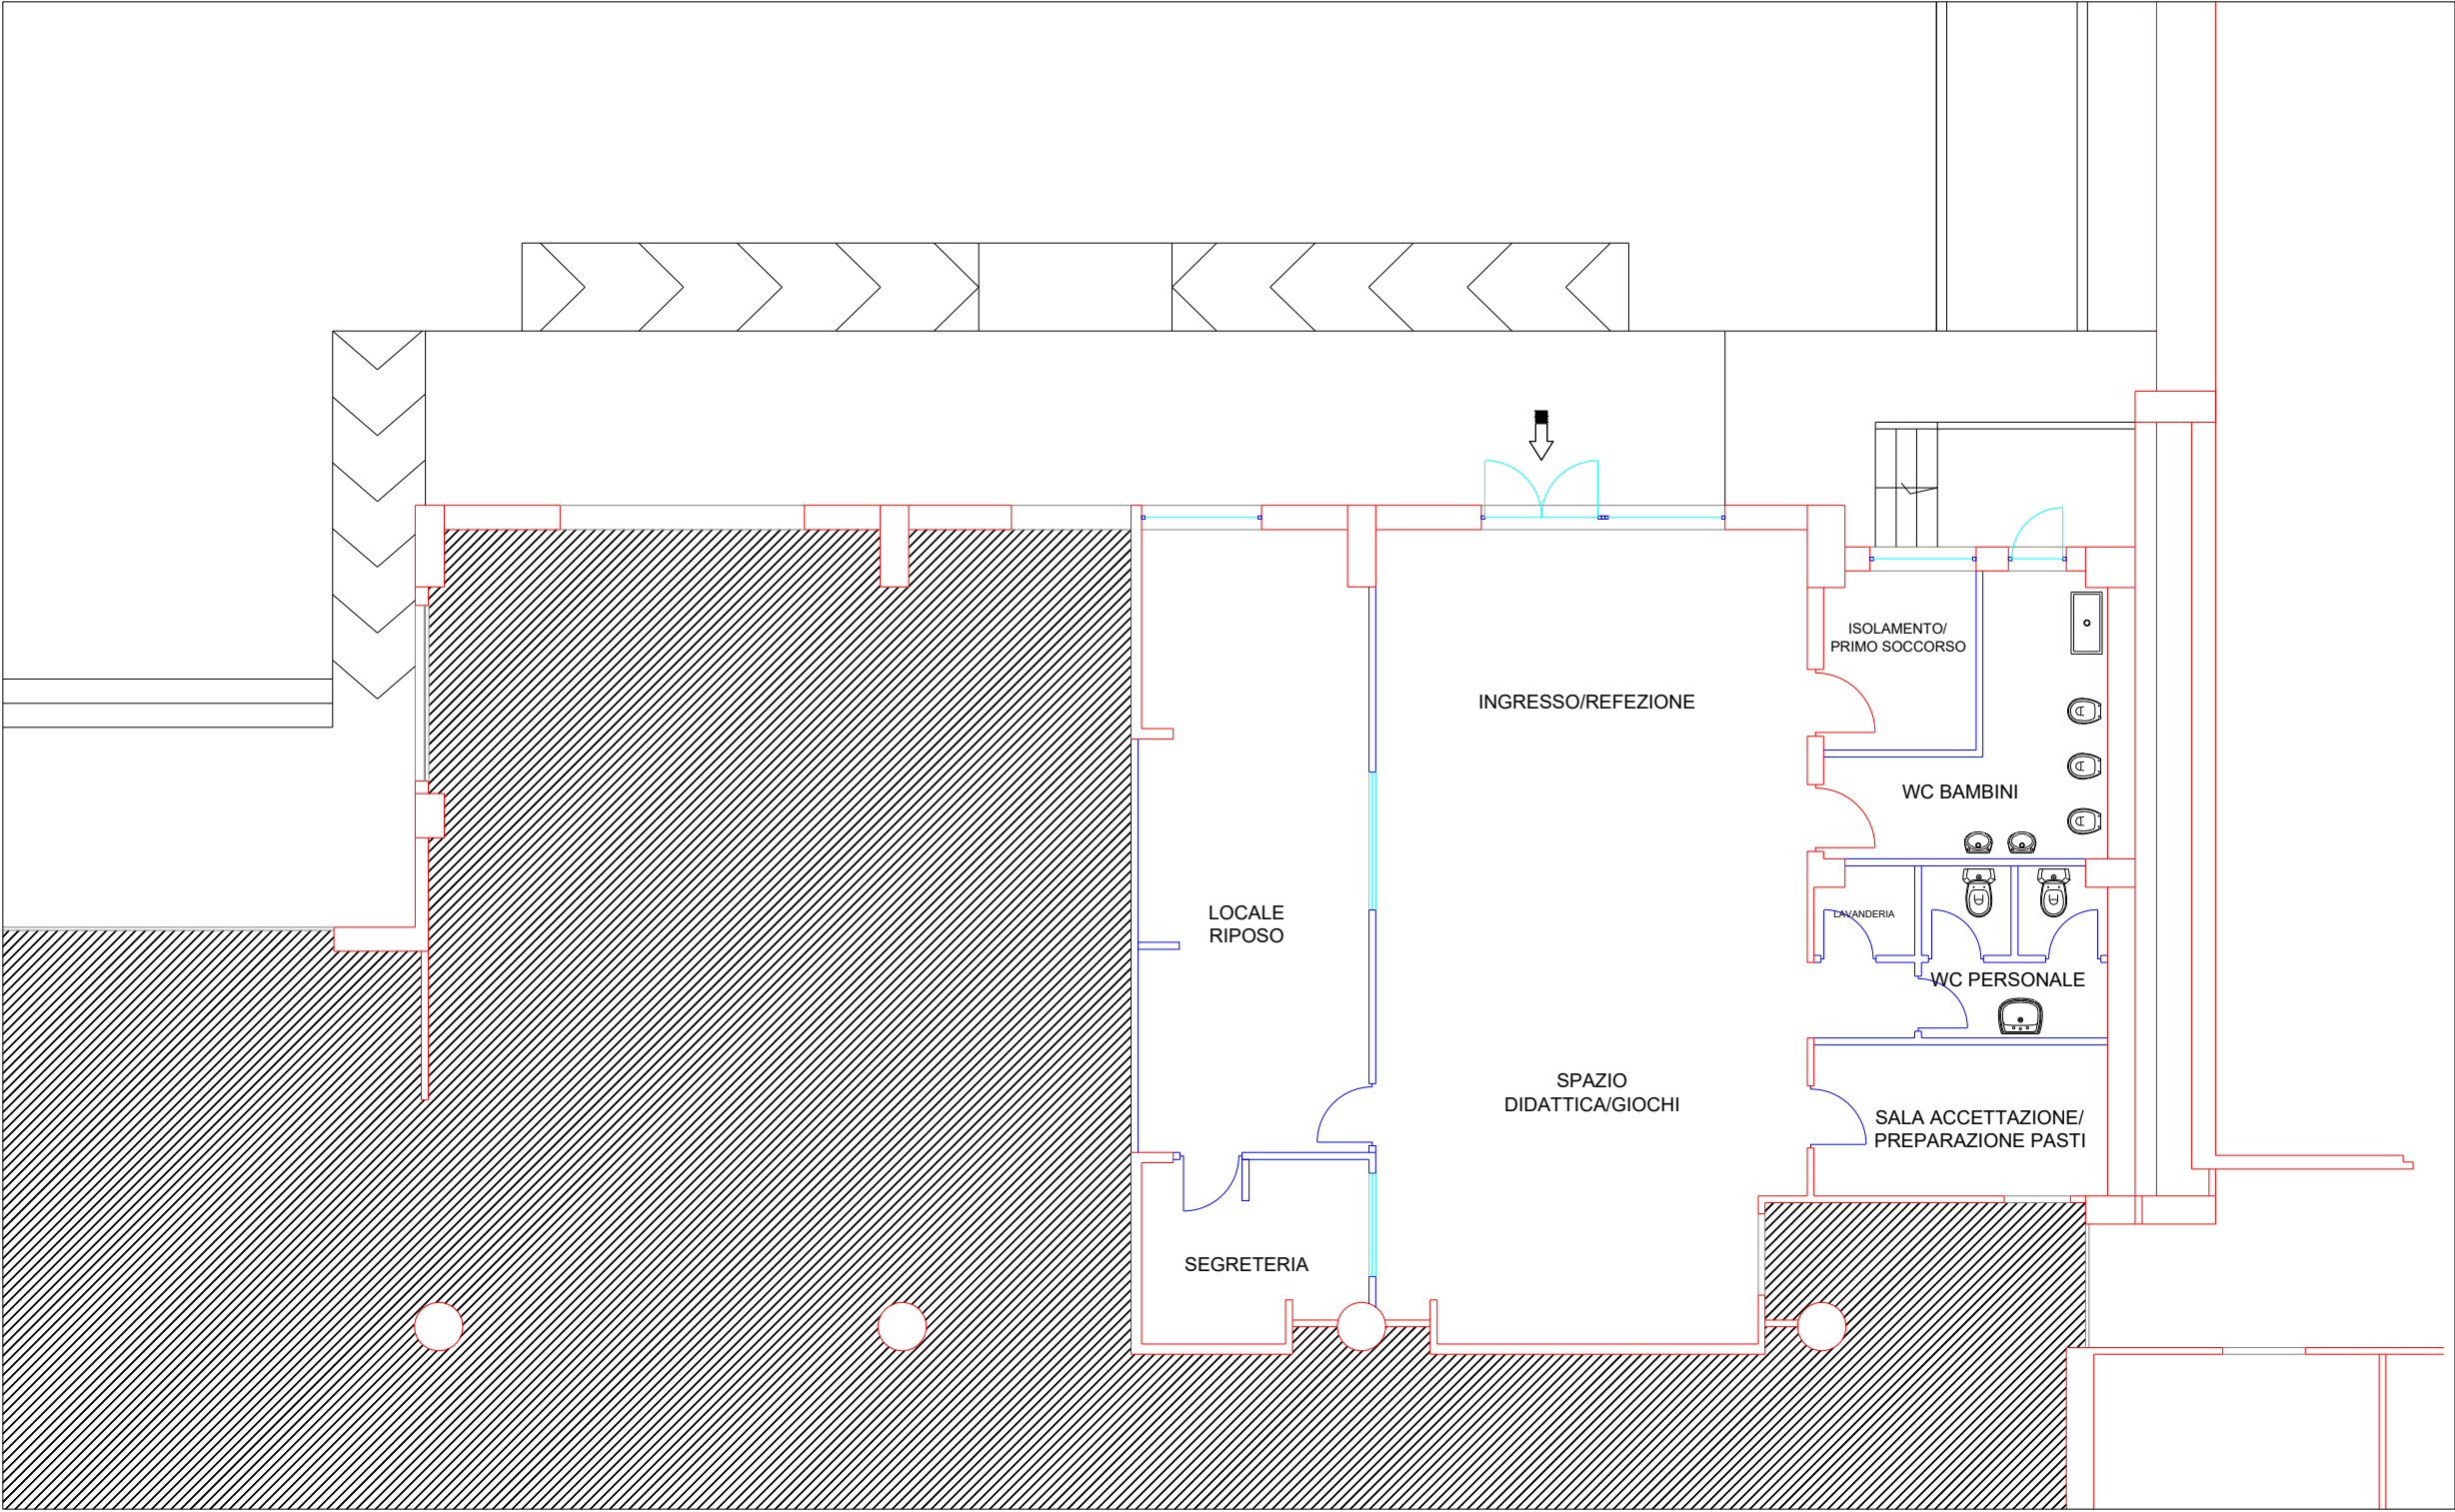 ISOLAMENTO/
PRIMO SOCCORSO
INGRESSO/REFEZIONE
WC BAMBINI
LOCALE
RIPOSO
LAVANDERIA
WC PERSONALE
SPAZIO
DIDATTICA/GIOCHI
SALA ACCETTAZIONE/
PREPARAZIONE PASTI
SEGRETERIA